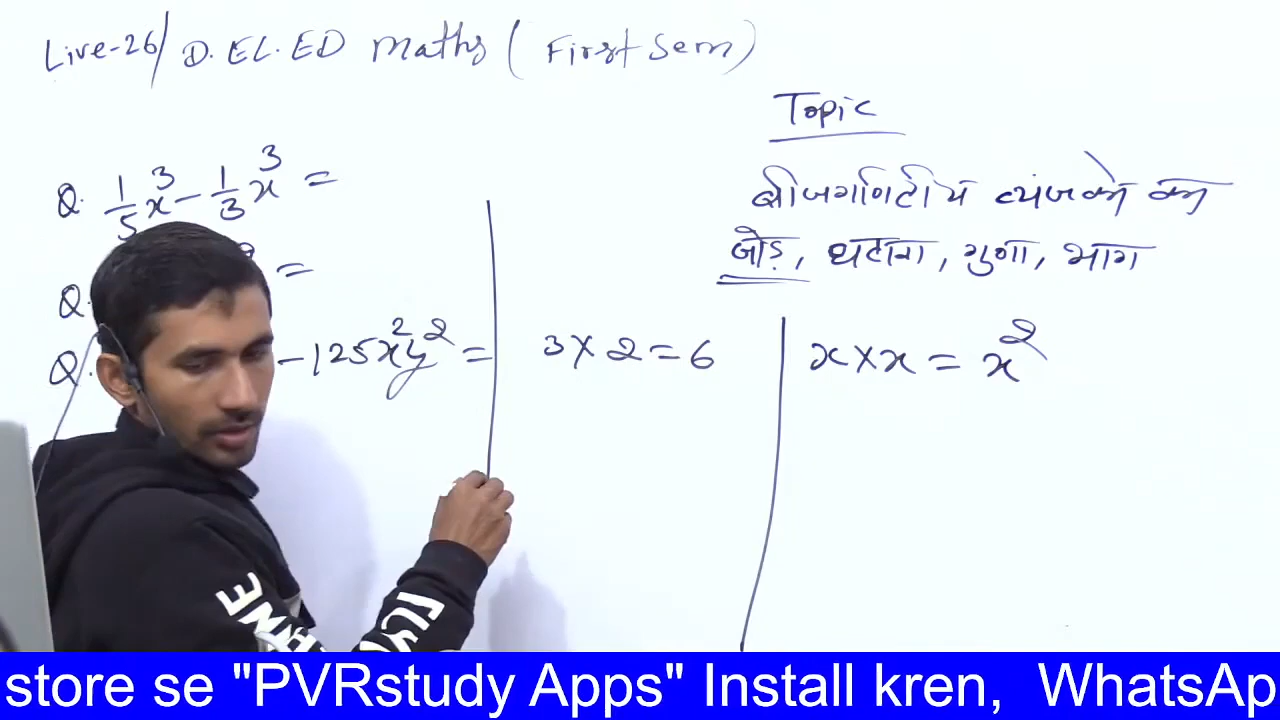 Live-26/ D.EL.ED Maths ( First Sem )
Topic
बीजगणितीय व्यंजको का
जोड़, घटाना, गुणा, भाग
Q. 1/5 x³ - 1/3 x³ =
Q. =
Q. - 125x²y² =
3 × 2 = 6
x × x = x²
store se "PVRstudy Apps" Install kren, WhatsAp